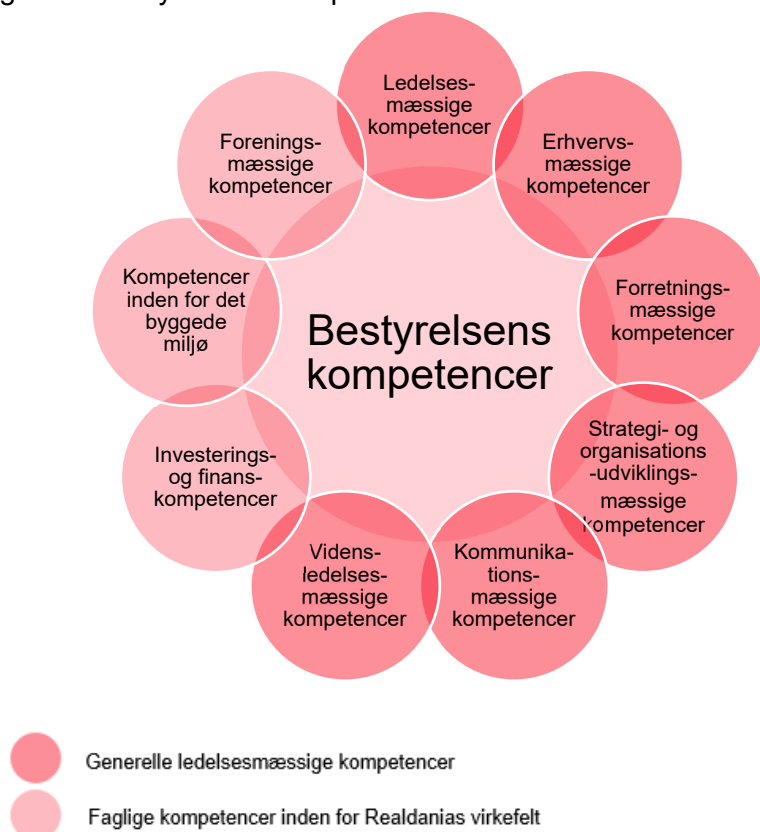 Ledelses-
mæssige
kompetencer
Erhvervs-
mæssige
kompetencer
Forretnings-
mæssige
kompetencer
Strategi- og
organisations
-udviklings-
mæssige
kompetencer
Kommunika-
tions-
mæssige
kompetencer
Videns-
ledelses-
mæssige
kompetencer
Investerings-
og finans-
kompetencer
Kompetencer
inden for det
byggede
miljø
Forenings-
mæssige
kompetencer
Bestyrelsens
kompetencer
Generelle ledelsesmæssige kompetencer
Faglige kompetencer inden for Realdanias virkefelt